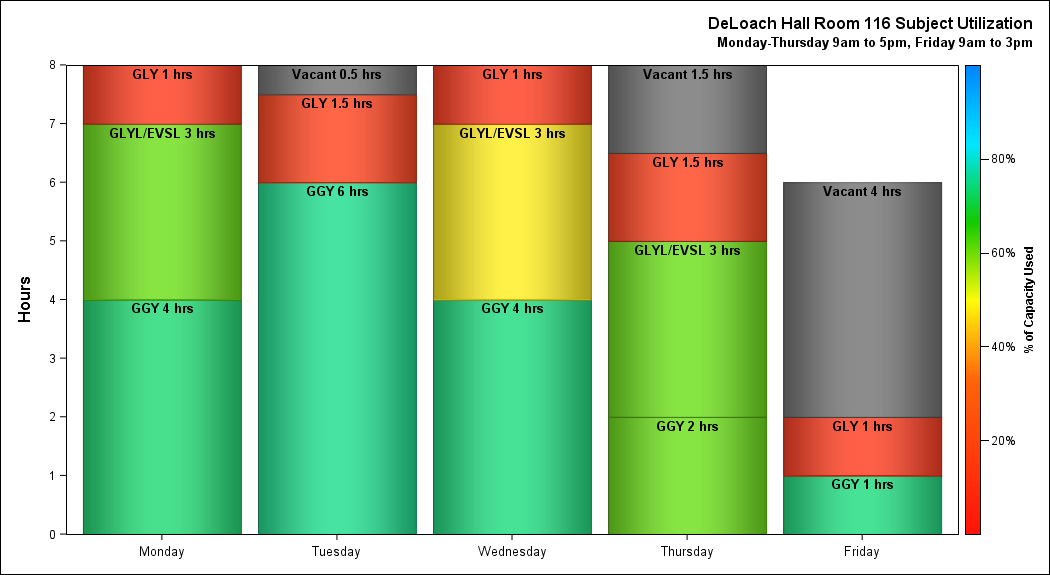 DeLoach Hall Room 116 Subject Utilization
Monday-Thursday 9am to 5pm, Friday 9am to 3pm
Hours
8
7
6
5
4
3
2
1
0
GLY 1 hrs
GLYL/EVSL 3 hrs
GGY 4 hrs
Vacant 0.5 hrs
GLY 1.5 hrs
GGY 6 hrs
GLY 1 hrs
GLYL/EVSL 3 hrs
GGY 4 hrs
Vacant 1.5 hrs
GLY 1.5 hrs
GLYL/EVSL 3 hrs
GGY 2 hrs
Vacant 4 hrs
GLY 1 hrs
GGY 1 hrs
Monday
Tuesday
Wednesday
Thursday
Friday
80%
60%
40%
20%
% of Capacity Used